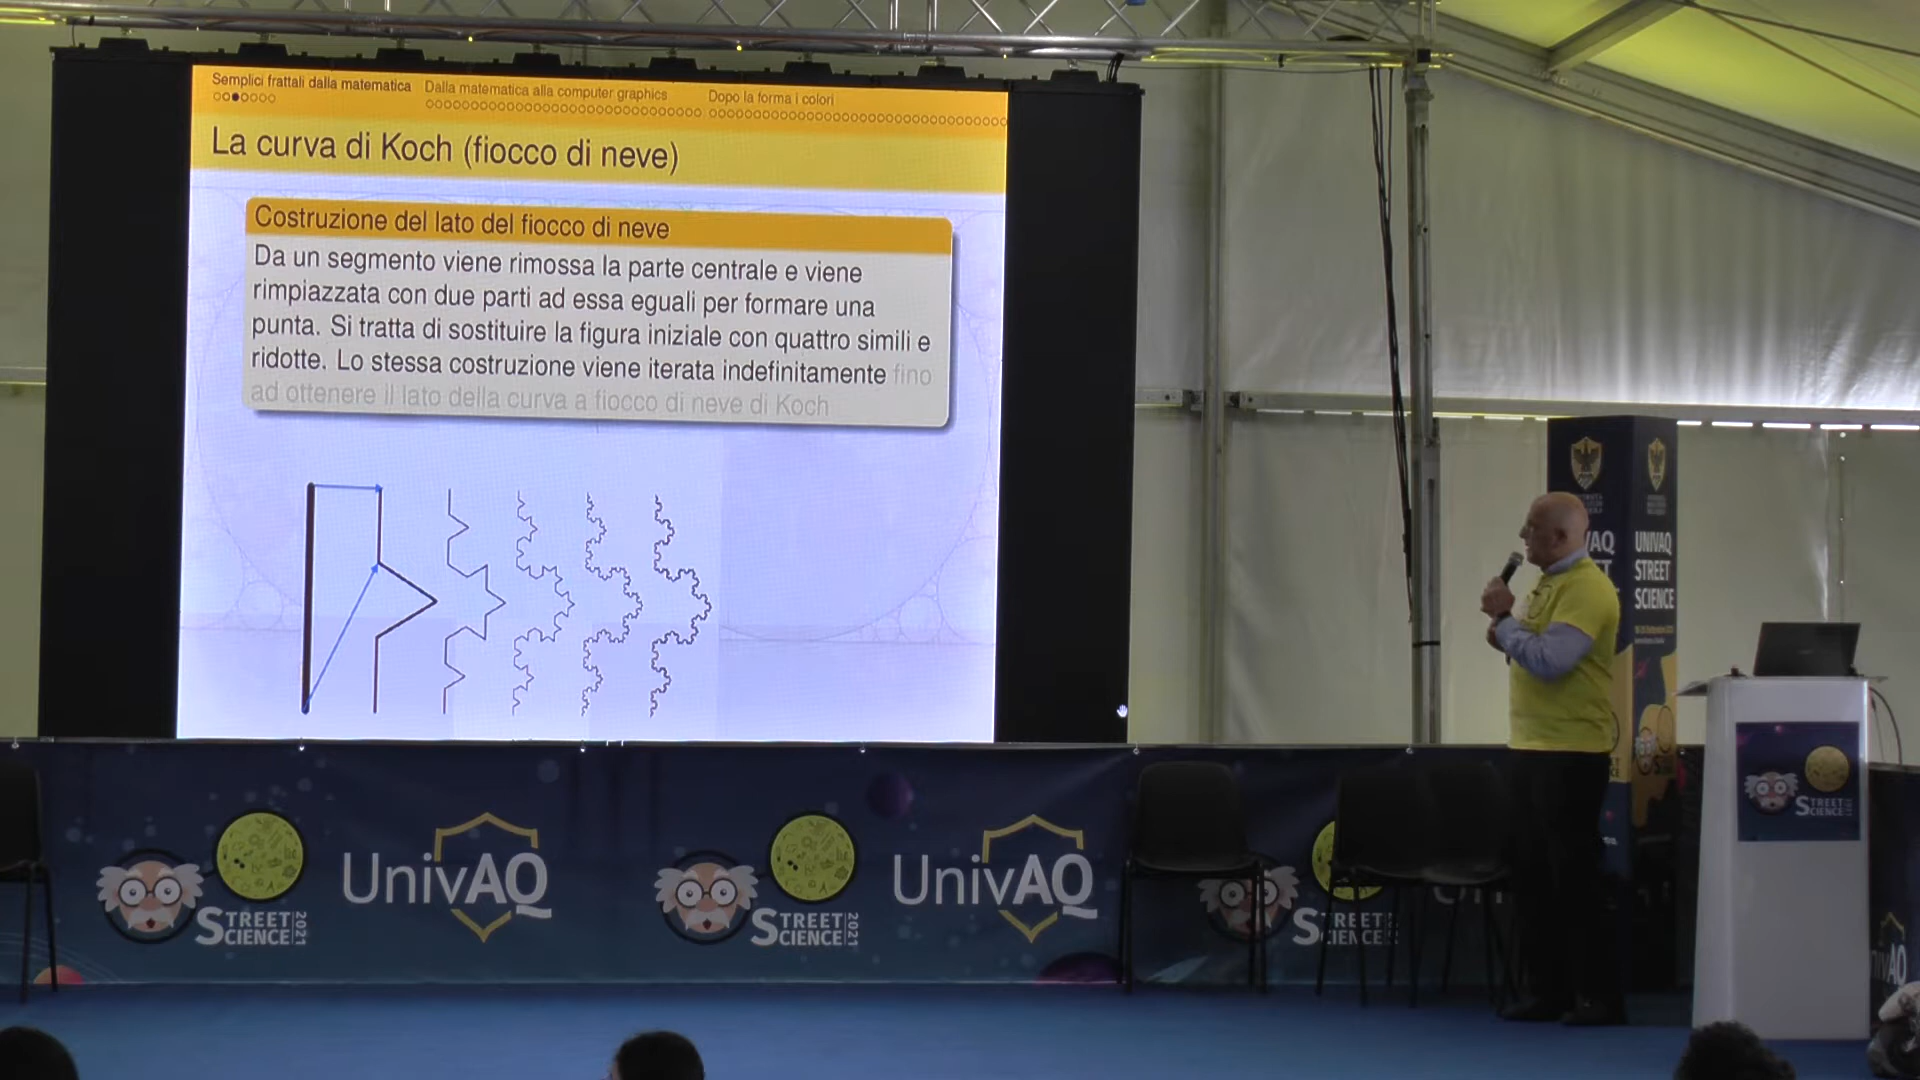 Semplici frattali dalla matematica
Dalla matematica alla computer graphics
Dopo la forma i colori
La curva di Koch (fiocco di neve)
Costruzione del lato del fiocco di neve
Da un segmento viene rimossa la parte centrale e viene
rimpiazzata con due parti ad essa eguali per formare una
punta. Si tratta di sostituire la figura iniziale con quattro simili e
ridotte. Lo stessa costruzione viene iterata indefinitamente fino
ad ottenere il lato della curva a fiocco di neve di Koch
UNIVAQ
STREET
SCIENCE
STREET
SCIENCE
STREET
SCIENCE 2021
UnivAQ
STREET
SCIENCE 2021
UnivAQ
STREET
SCIENCE